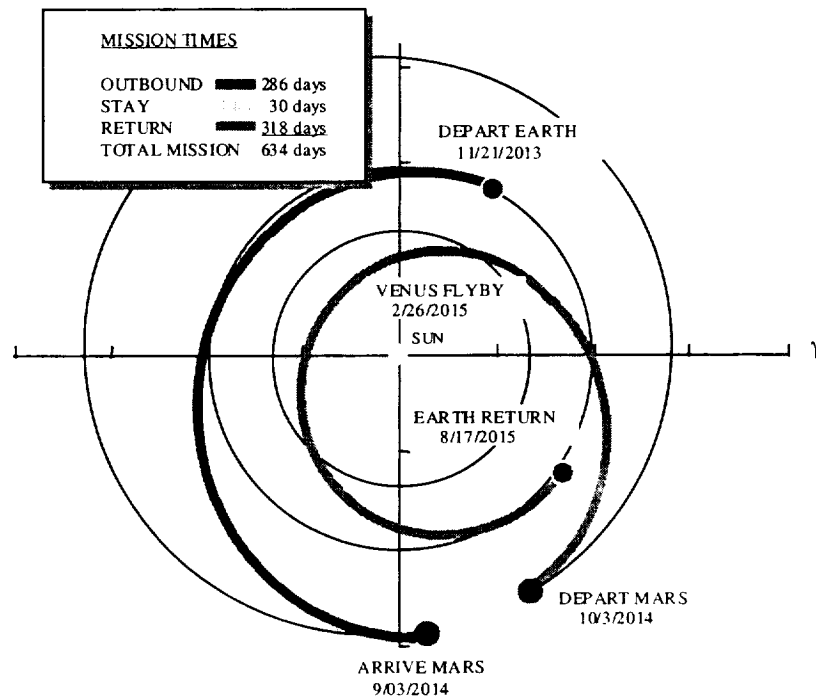 MISSION TIMES
OUTBOUND 286 days
STAY 30 days
RETURN 318 days
TOTAL MISSION 634 days
DEPART EARTH
11/21/2013
VENUS FLYBY
2/26/2015
SUN
EARTH RETURN
8/17/2015
DEPART MARS
10/3/2014
ARRIVE MARS
9/03/2014